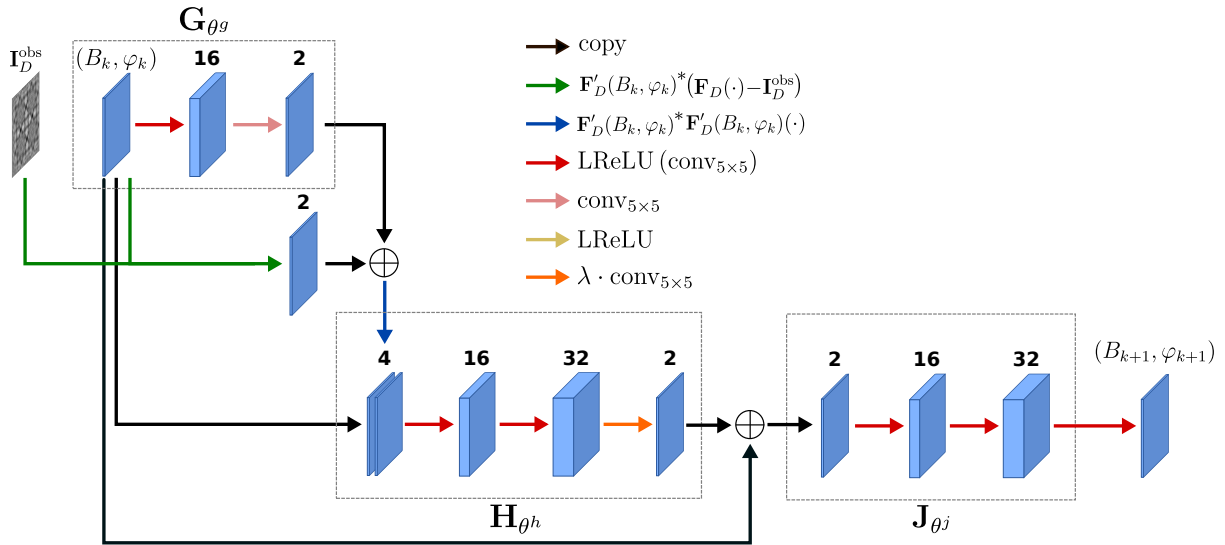 G_{θ^g}
I_D^{obs}
(B_k, φ_k)
16
2
copy
F'_D(B_k, φ_k)^*(F_D(·)−I_D^{obs})
F'_D(B_k, φ_k)^* F'_D(B_k, φ_k)(·)
LReLU (conv_{5×5})
conv_{5×5}
LReLU
λ · conv_{5×5}
2
4
16
32
2
H_{θ^h}
2
16
32
J_{θ^j}
(B_{k+1}, φ_{k+1})